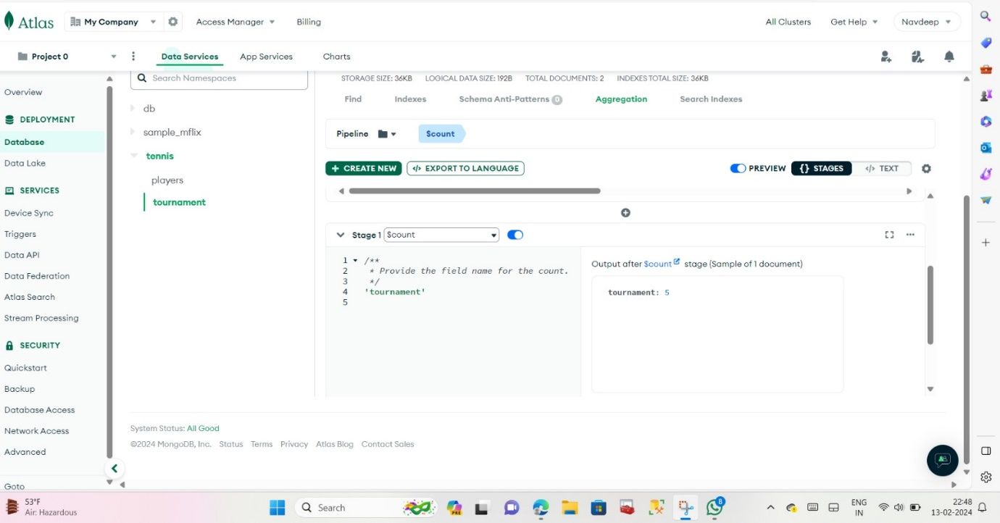 Atlas
My Company
Access Manager
Billing
All Clusters
Get Help
Navdeep
Project 0
Data Services
App Services
Charts
Overview
DEPLOYMENT
Database
Data Lake
SERVICES
Device Sync
Triggers
Data API
Data Federation
Atlas Search
Stream Processing
SECURITY
Quickstart
Backup
Database Access
Network Access
Advanced
Goto
Search Namespaces
db
sample_mflix
tennis
players
tournament
STORAGE SIZE: 36KB LOGICAL DATA SIZE: 192B TOTAL DOCUMENTS: 2 INDEXES TOTAL SIZE: 36KB
Find Indexes Schema Anti-Patterns 0 Aggregation Search Indexes
Pipeline $count
+ CREATE NEW </> EXPORT TO LANGUAGE PREVIEW {} STAGES </> TEXT
Stage 1 $count
1 /**
2 * Provide the field name for the count.
3 */
4 'tournament'
5
Output after $count stage (Sample of 1 document)
tournament: 5
System Status: All Good
©2024 MongoDB, Inc. Status Terms Privacy Atlas Blog Contact Sales
53°F
Air: Hazardous
Search
PRE
8
ENG
IN
22:48
13-02-2024